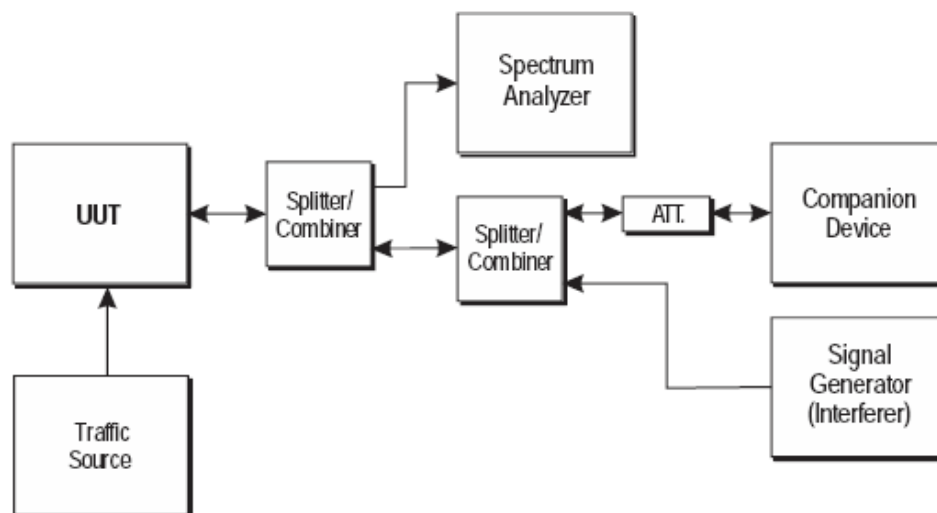 Spectrum
Analyzer
UUT
Splitter/
Combiner
Splitter/
Combiner
ATT.
Companion
Device
Traffic
Source
Signal
Generator
(Interferer)